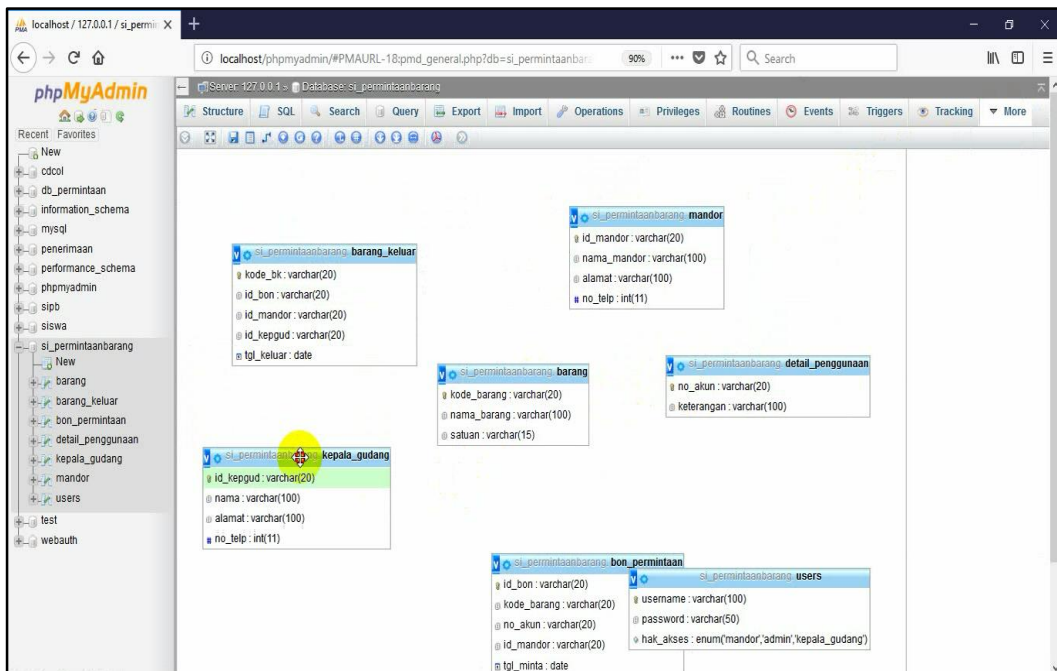 localhost / 127.0.0.1 / si_permin
localhost/phpmyadmin/#PMAURL-18:pmd_general.php?db=si_permintaanbara
90%
Search
phpMyAdmin
Recent Favorites
New
cdcol
db_permintaan
information_schema
mysql
penerimaan
performance_schema
phpmyadmin
sipb
siswa
si_permintaanbarang
New
barang
barang_keluar
bon_permintaan
detail_penggunaan
kepala_gudang
mandor
users
test
webauth
Server: 127.0.0.1 » Database: si_permintaanbarang
Structure SQL Search Query Export Import Operations Privileges Routines Events Triggers Tracking More
si_permintaanbarang mandor
id_mandor : varchar(20)
nama_mandor : varchar(100)
alamat : varchar(100)
no_telp : int(11)
si_permintaanbarang barang_keluar
kode_bk : varchar(20)
id_bon : varchar(20)
id_mandor : varchar(20)
id_kepgud : varchar(20)
tgl_keluar : date
si_permintaanbarang barang
kode_barang : varchar(20)
nama_barang : varchar(100)
satuan : varchar(15)
si_permintaanbarang detail_penggunaan
no_akun : varchar(20)
keterangan : varchar(100)
si_permintaanbarang kepala_gudang
id_kepgud : varchar(20)
nama : varchar(100)
alamat : varchar(100)
no_telp : int(11)
si_permintaanbarang bon_permintaan
id_bon : varchar(20)
kode_barang : varchar(20)
no_akun : varchar(20)
id_mandor : varchar(20)
tgl_minta : date
si_permintaanbarang users
username : varchar(100)
password : varchar(50)
hak_akses : enum('mandor','admin','kepala_gudang')